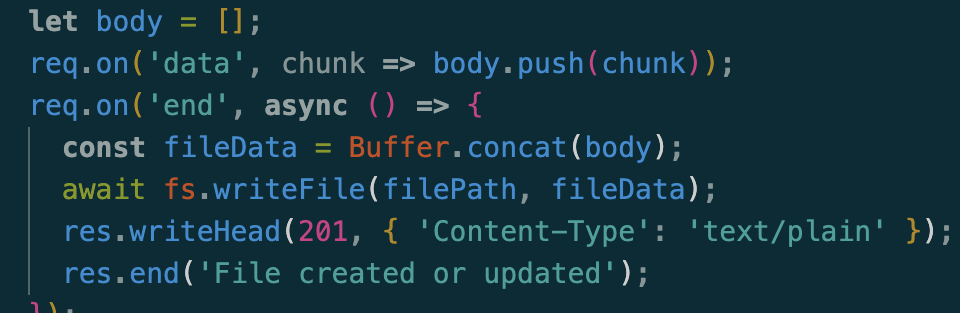 let body = [];
req.on('data', chunk => body.push(chunk));
req.on('end', async () => {
  const fileData = Buffer.concat(body);
  await fs.writeFile(filePath, fileData);
  res.writeHead(201, { 'Content-Type': 'text/plain' });
  res.end('File created or updated');
});